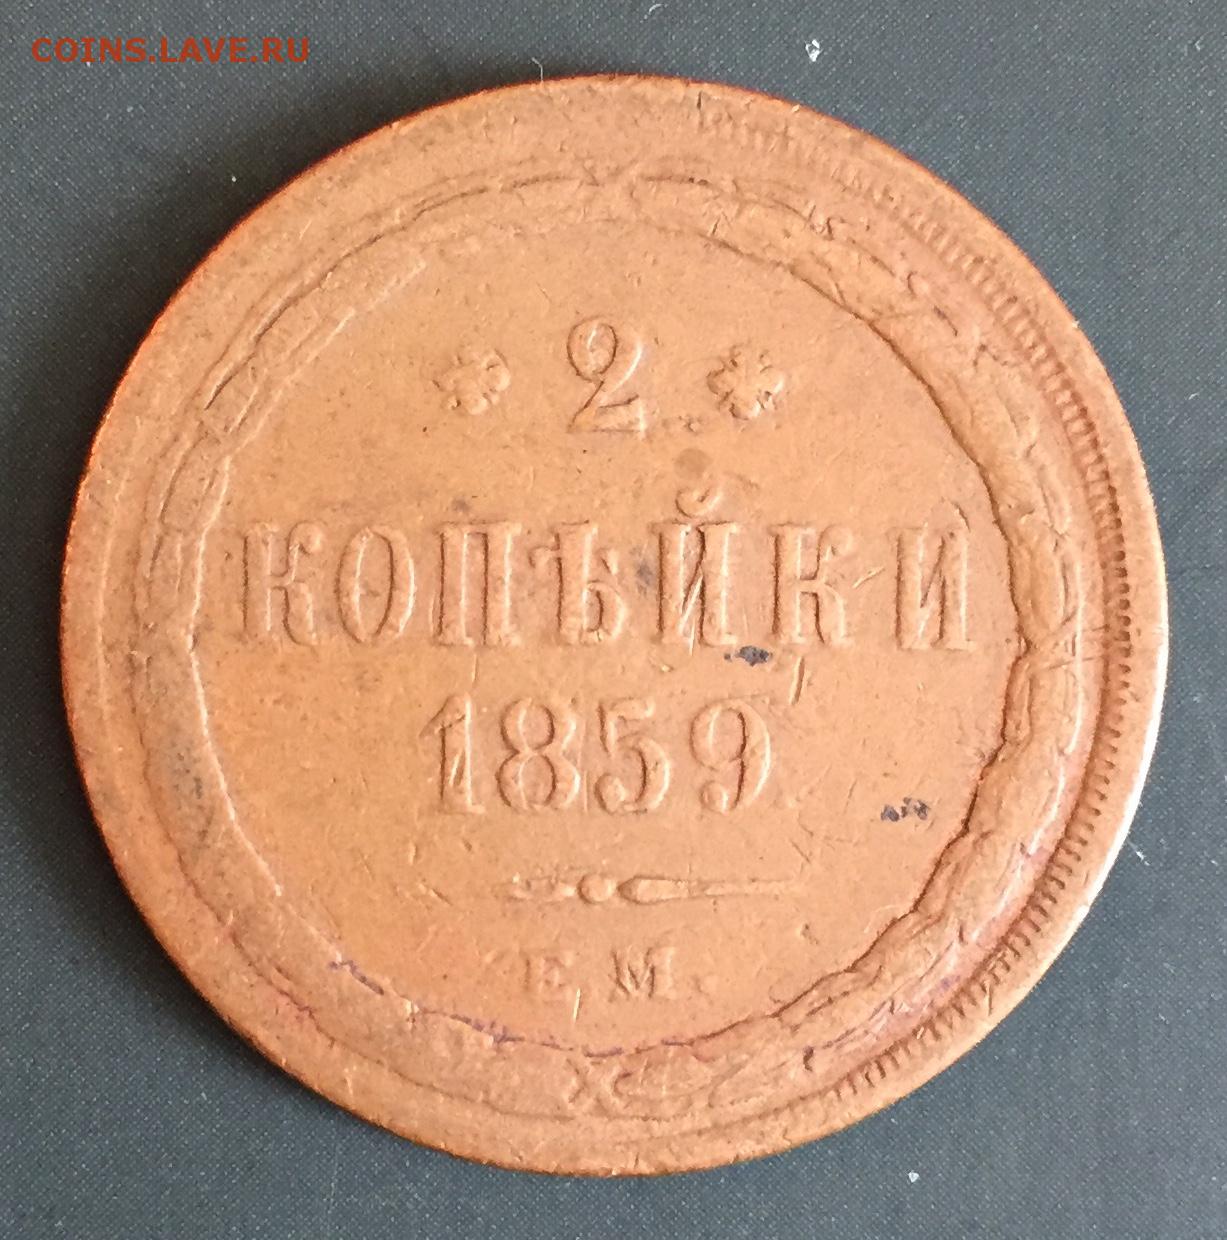 COINS.LAVE.RU
2
КОПѢЙКИ
1859
Е.М.